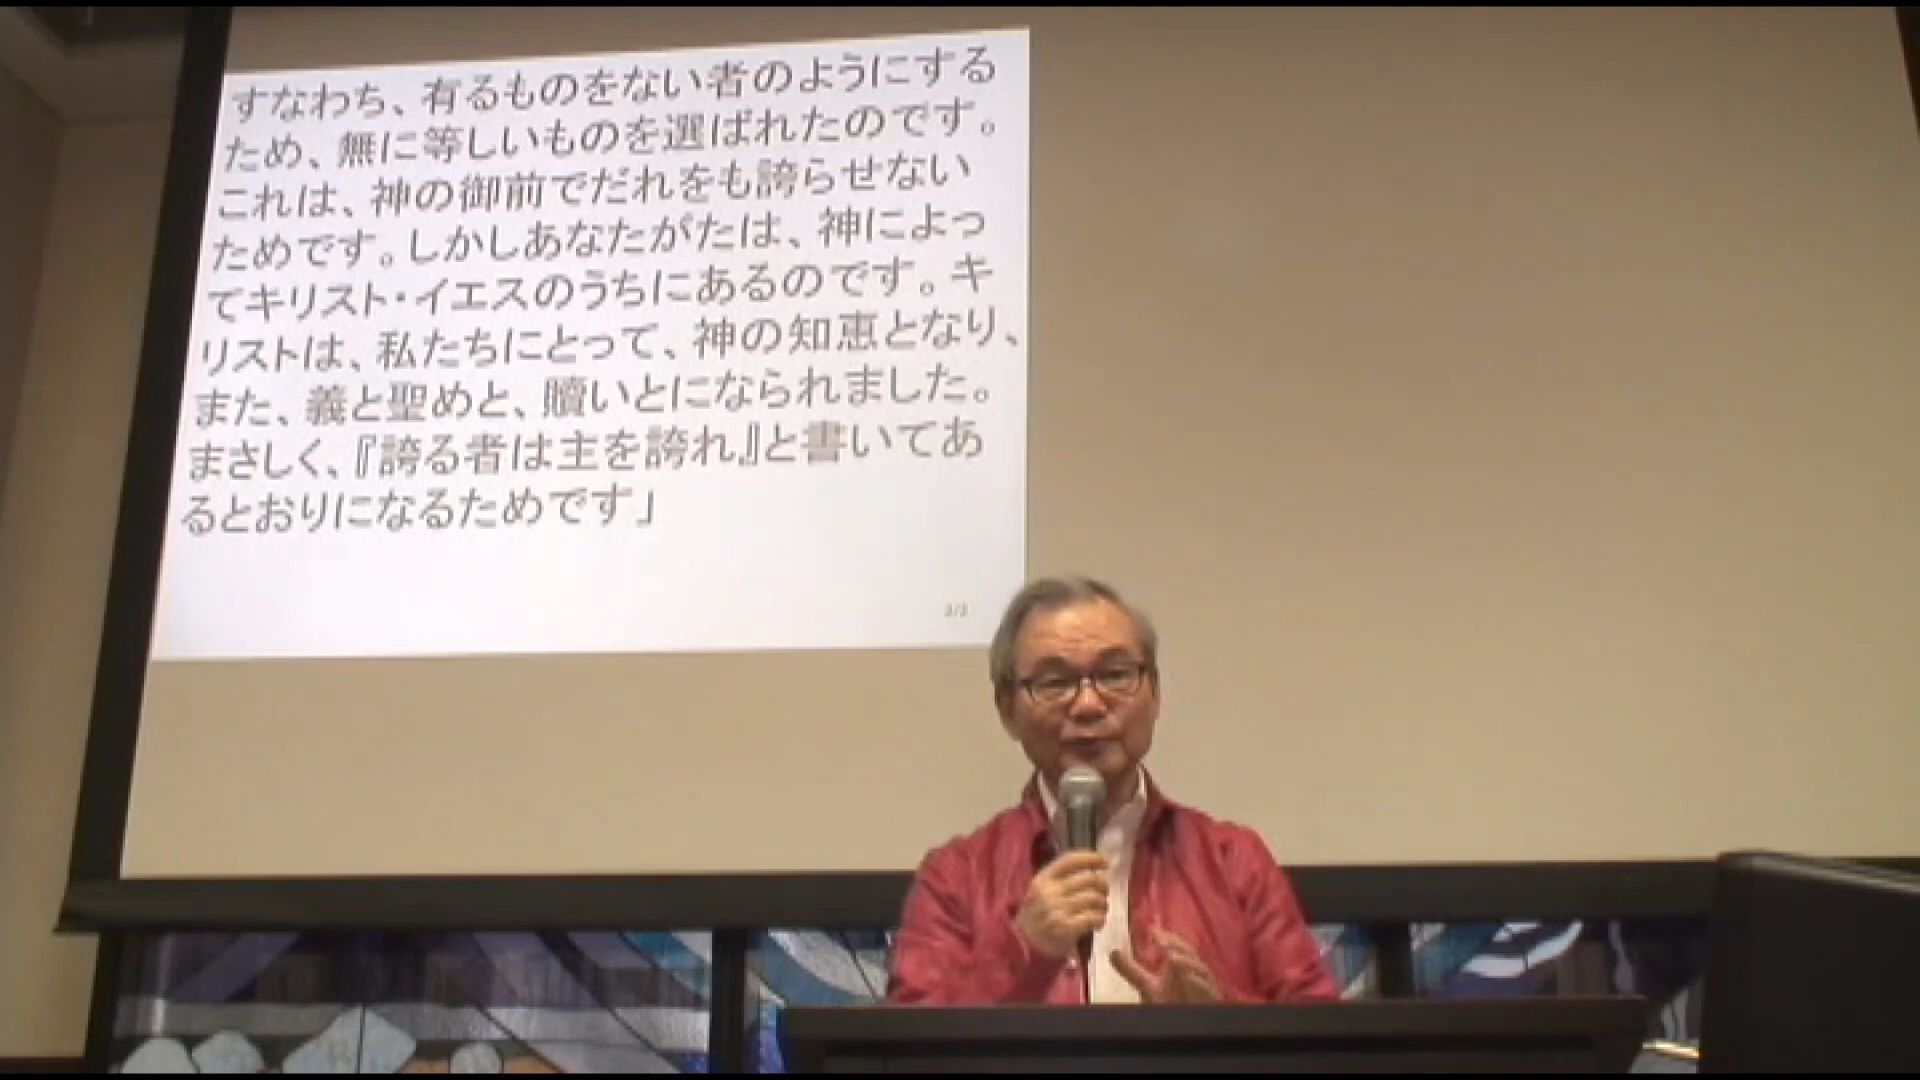 すなわち、有るものをない者のようにする
ため、無に等しいものを選ばれたのです。
これは、神の御前でだれをも誇らせない
ためです。しかしあなたがたは、神によっ
てキリスト・イエスのうちにあるのです。キ
リストは、私たちにとって、神の知恵となり、
また、義と聖めと、贖いとになられました。
まさしく、『誇る者は主を誇れ』と書いてあ
るとおりになるためです」